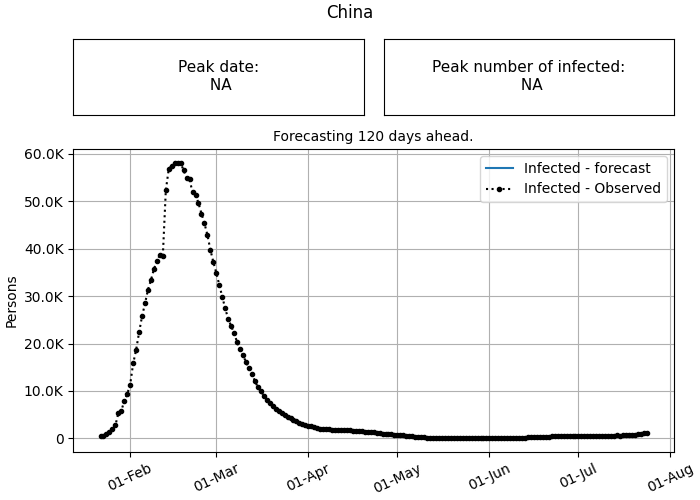 China
Peak date:
NA
Peak number of infected:
NA
Forecasting 120 days ahead.
Infected - forecast
Infected - Observed
60.0K
50.0K
40.0K
30.0K
20.0K
10.0K
0
Persons
01-Feb
01-Mar
01-Apr
01-May
01-Jun
01-Jul
01-Aug